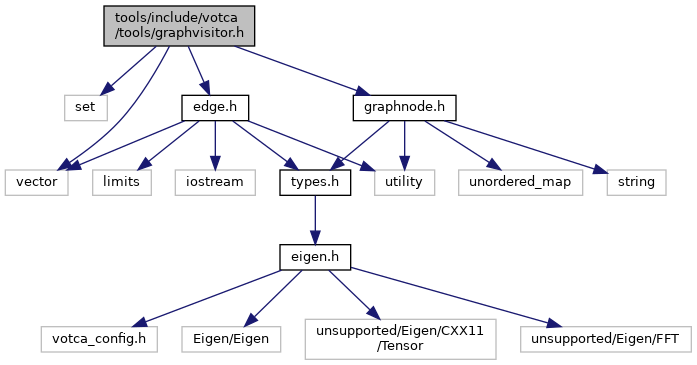 tools/include/votca
/tools/graphvisitor.h
set
edge.h
graphnode.h
vector
limits
iostream
types.h
utility
unordered_map
string
eigen.h
votca_config.h
Eigen/Eigen
unsupported/Eigen/CXX11
/Tensor
unsupported/Eigen/FFT